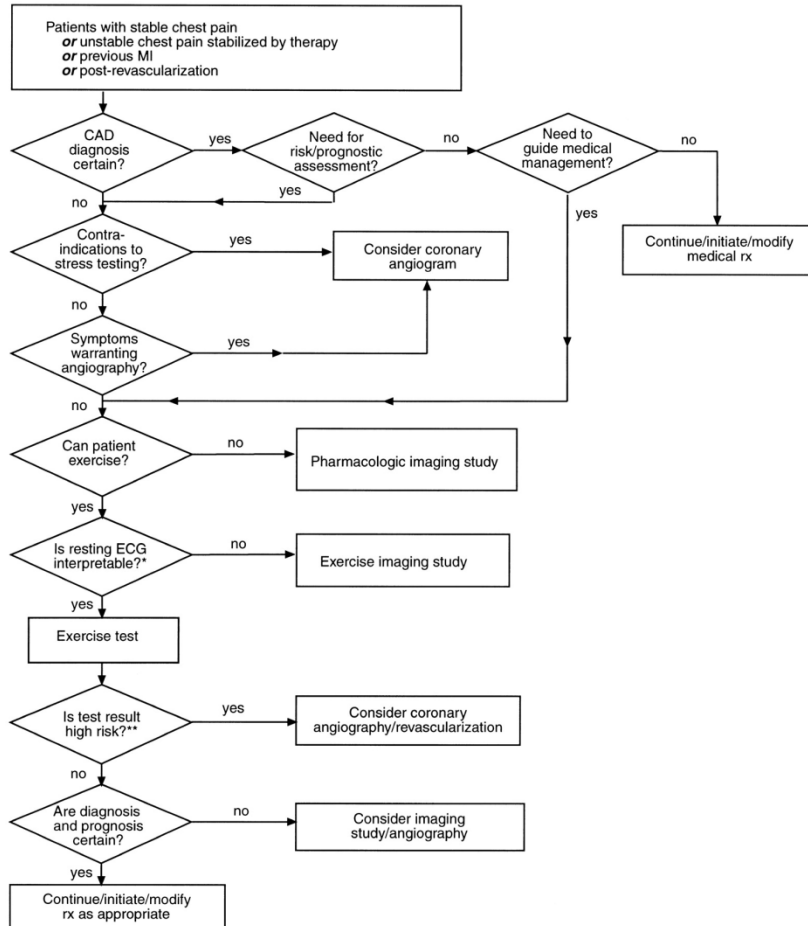 Patients with stable chest pain
or unstable chest pain stabilized by therapy
or previous MI
or post-revascularization
CAD
diagnosis
certain?
yes
Need for
risk/prognostic
assessment?
no
Need to
guide medical
management?
no
yes
no
yes
Contra-
indications to
stress testing?
yes
Consider coronary
angiogram
Continue/initiate/modify
medical rx
no
Symptoms
warranting
angiography?
yes
no
Can patient
exercise?
no
Pharmacologic imaging study
yes
Is resting ECG
interpretable?*
no
Exercise imaging study
yes
Exercise test
Is test result
high risk?**
yes
Consider coronary
angiography/revascularization
no
Are diagnosis
and prognosis
certain?
no
Consider imaging
study/angiography
yes
Continue/initiate/modify
rx as appropriate